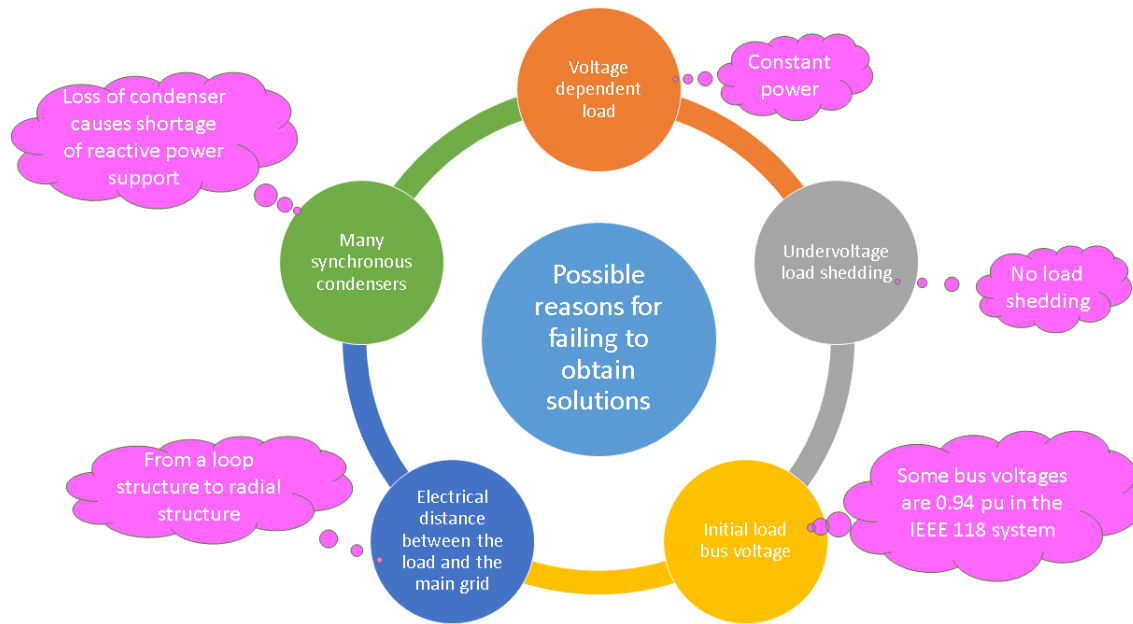 Voltage
dependent
load
Constant
power
Loss of condenser
causes shortage
of reactive power
support
Many
synchronous
condensers
Undervoltage
load shedding
No load
shedding
Possible
reasons for
failing to
obtain
solutions
From a loop
structure to radial
structure
Electrical
distance
between the
load and the
main grid
Initial load
bus voltage
Some bus voltages
are 0.94 pu in the
IEEE 118 system